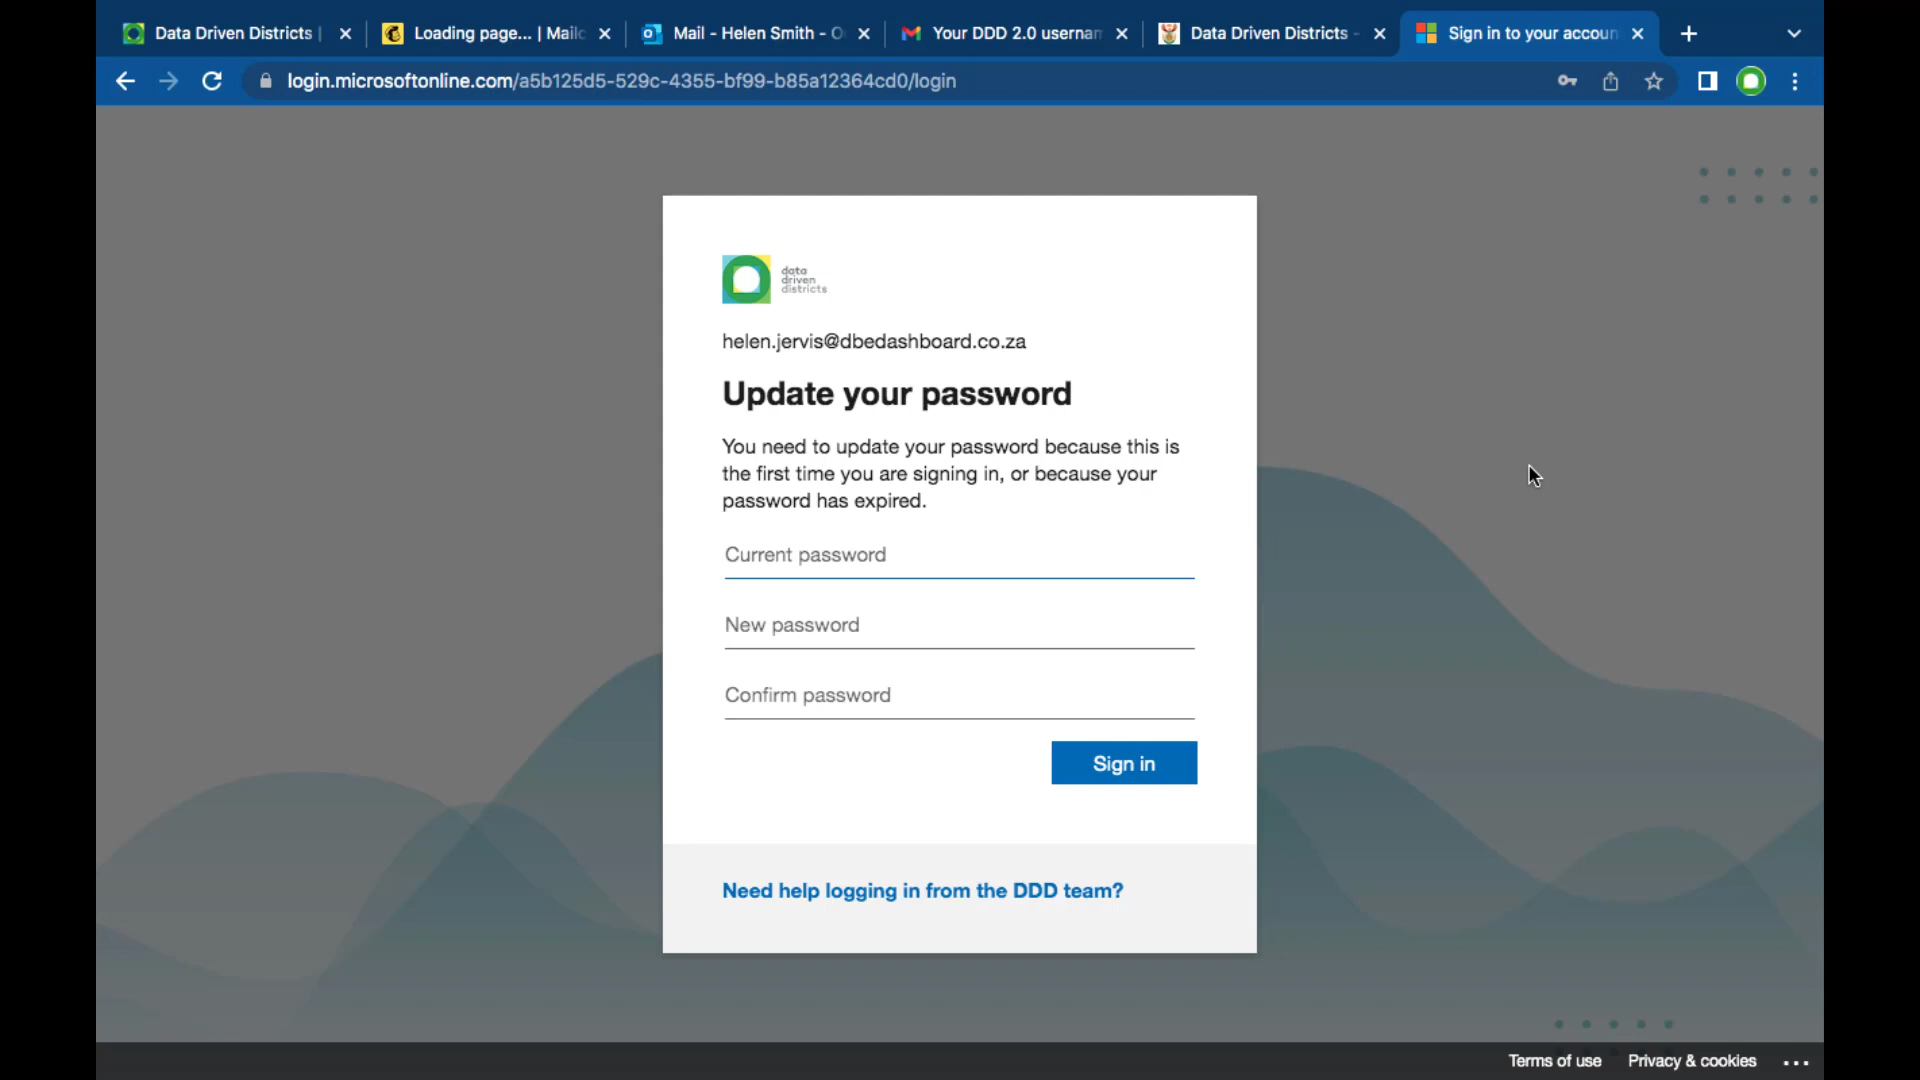 Data Driven Districts |
Loading page... | Mailc
Mail - Helen Smith - O
Your DDD 2.0 usernam
Data Driven Districts -
Sign in to your accoun
login.microsoftonline.com/a5b125d5-529c-4355-bf99-b85a12364cd0/login
data
driven
districts
helen.jervis@dbedashboard.co.za
Update your password
You need to update your password because this is
the first time you are signing in, or because your
password has expired.
Current password
New password
Confirm password
Sign in
Need help logging in from the DDD team?
Terms of use
Privacy & cookies